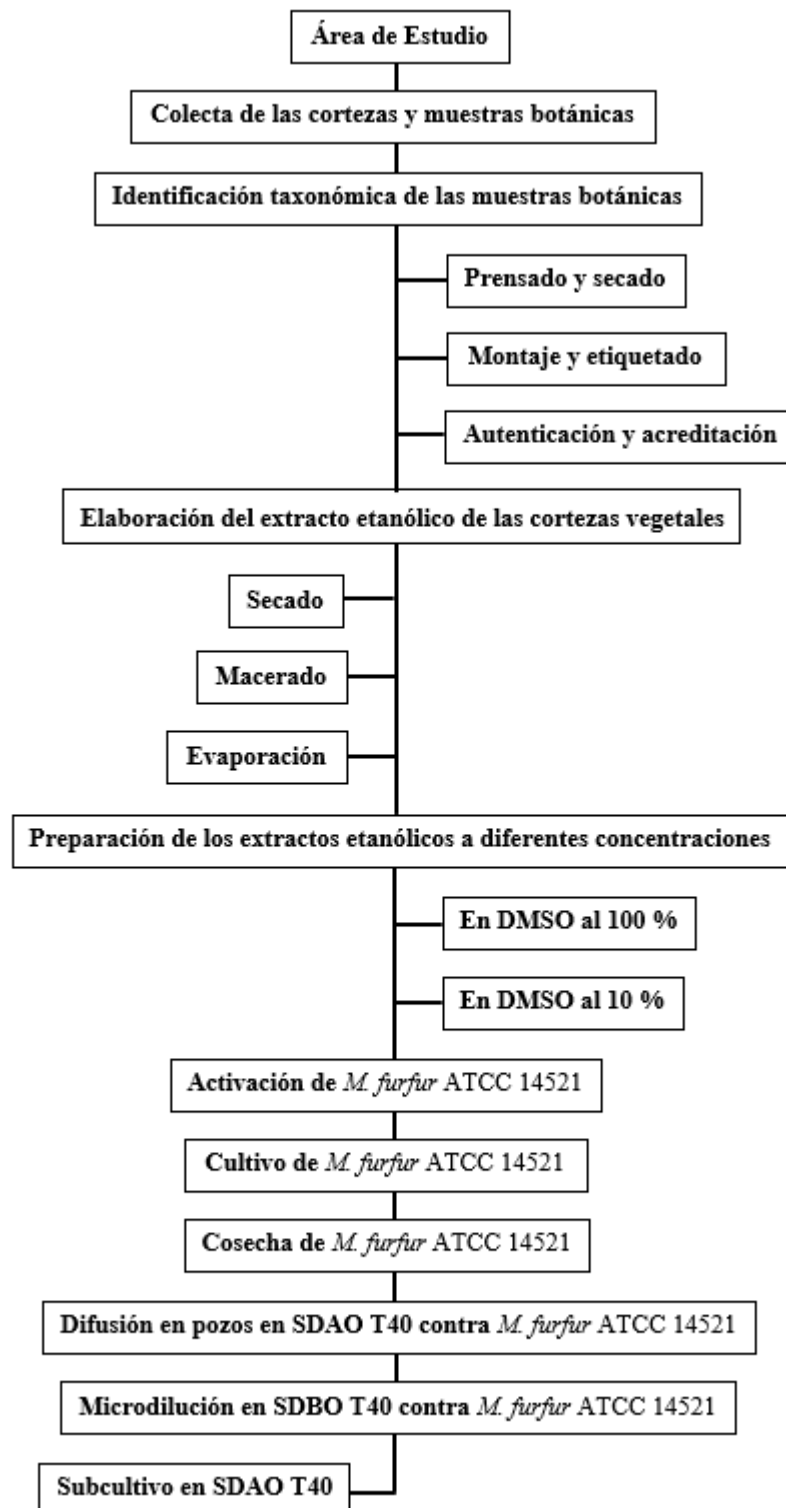 Área de Estudio
Colecta de las cortezas y muestras botánicas
Identificación taxonómica de las muestras botánicas
Prensado y secado
Montaje y etiquetado
Autenticación y acreditación
Elaboración del extracto etanólico de las cortezas vegetales
Secado
Macerado
Evaporación
Preparación de los extractos etanólicos a diferentes concentraciones
En DMSO al 100 %
En DMSO al 10 %
Activación de M. furfur ATCC 14521
Cultivo de M. furfur ATCC 14521
Cosecha de M. furfur ATCC 14521
Difusión en pozos en SDAO T40 contra M. furfur ATCC 14521
Microdilución en SDBO T40 contra M. furfur ATCC 14521
Subcultivo en SDAO T40